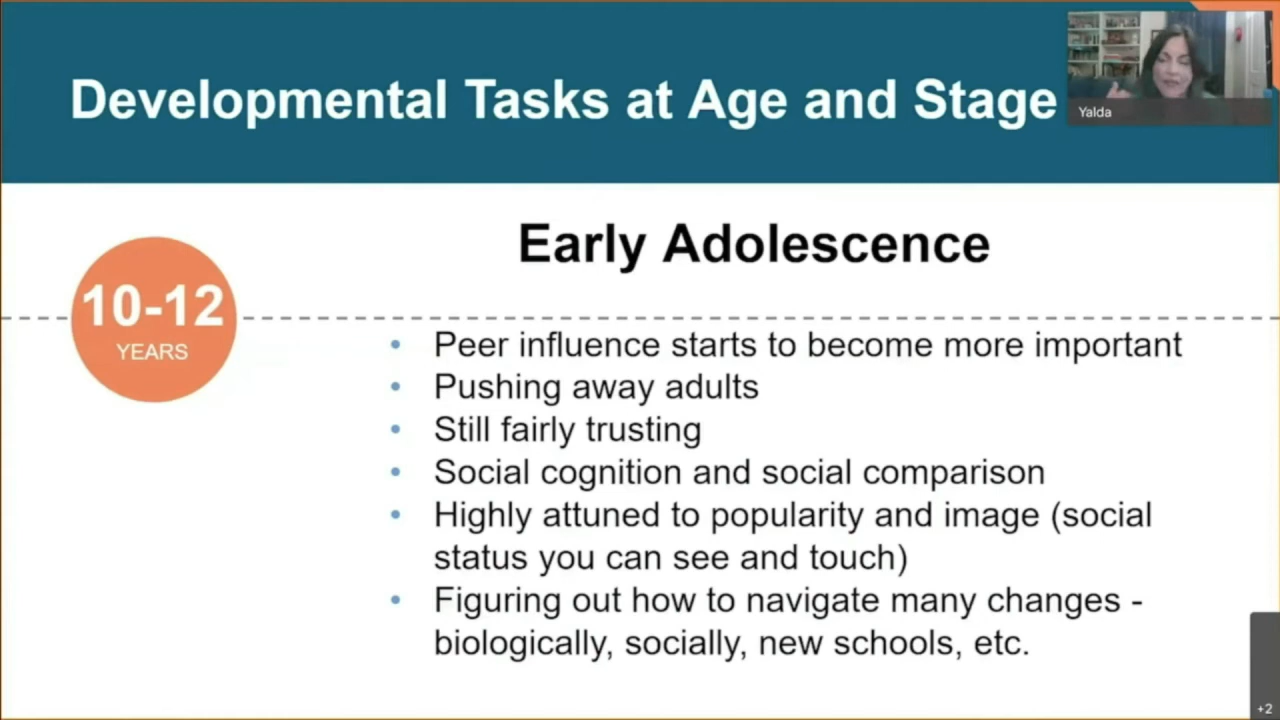 Developmental Tasks at Age and Stage
Yalda
Early Adolescence
10-12
YEARS
• Peer influence starts to become more important
• Pushing away adults
• Still fairly trusting
• Social cognition and social comparison
• Highly attuned to popularity and image (social
status you can see and touch)
• Figuring out how to navigate many changes -
biologically, socially, new schools, etc.
+2